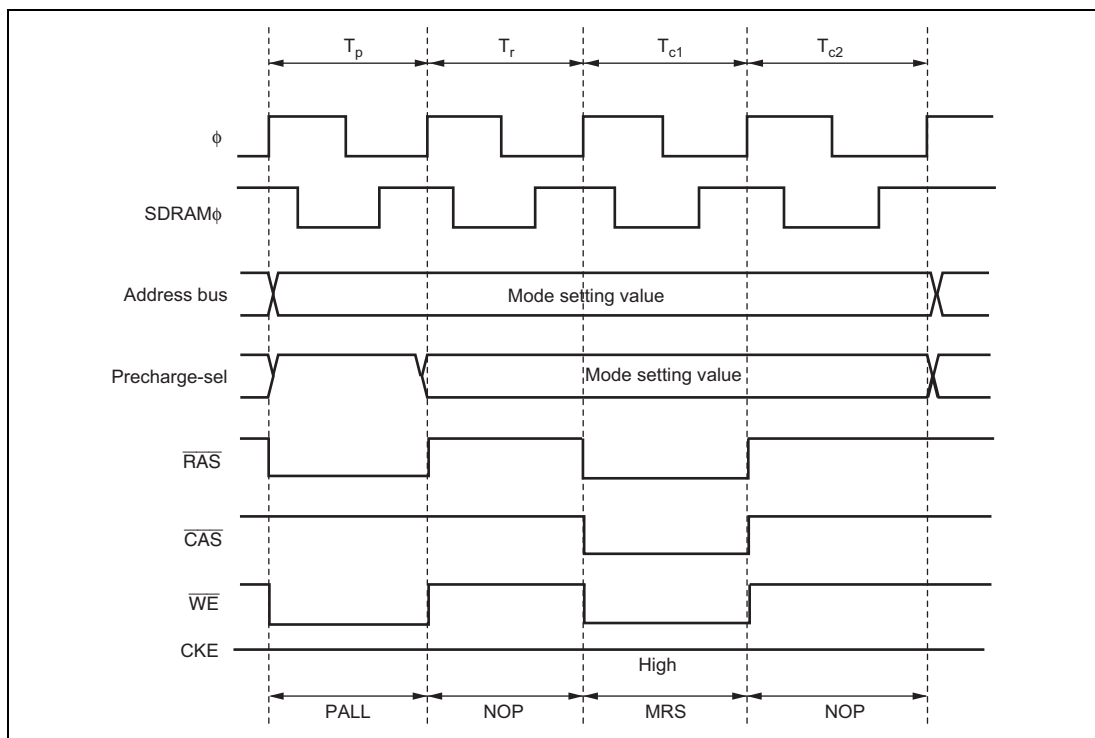 Tp Tr Tc1 Tc2
ϕ
SDRAMϕ
Address bus Mode setting value
Precharge-sel Mode setting value
RAS
CAS
WE
CKE
High
PALL NOP MRS NOP